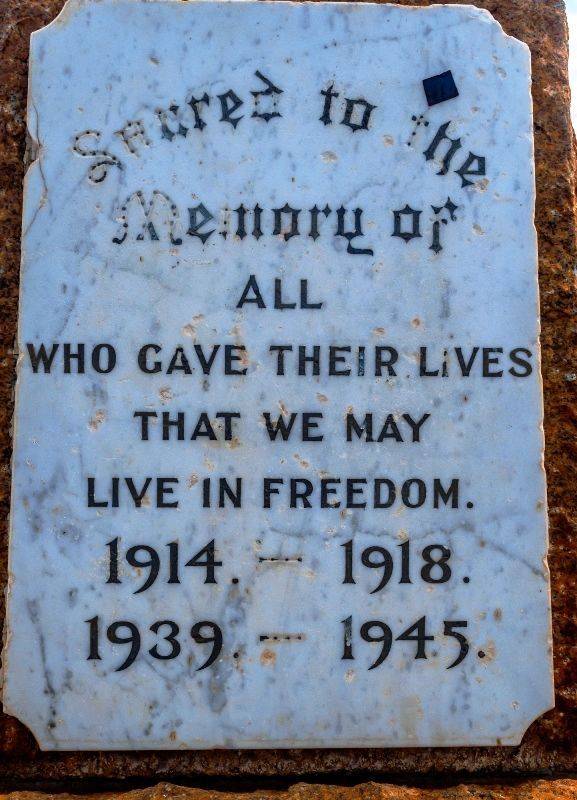 Sacred to the
Memory of
ALL
WHO GAVE THEIR LIVES
THAT WE MAY
LIVE IN FREEDOM.
1914. — 1918.
1939. — 1945.